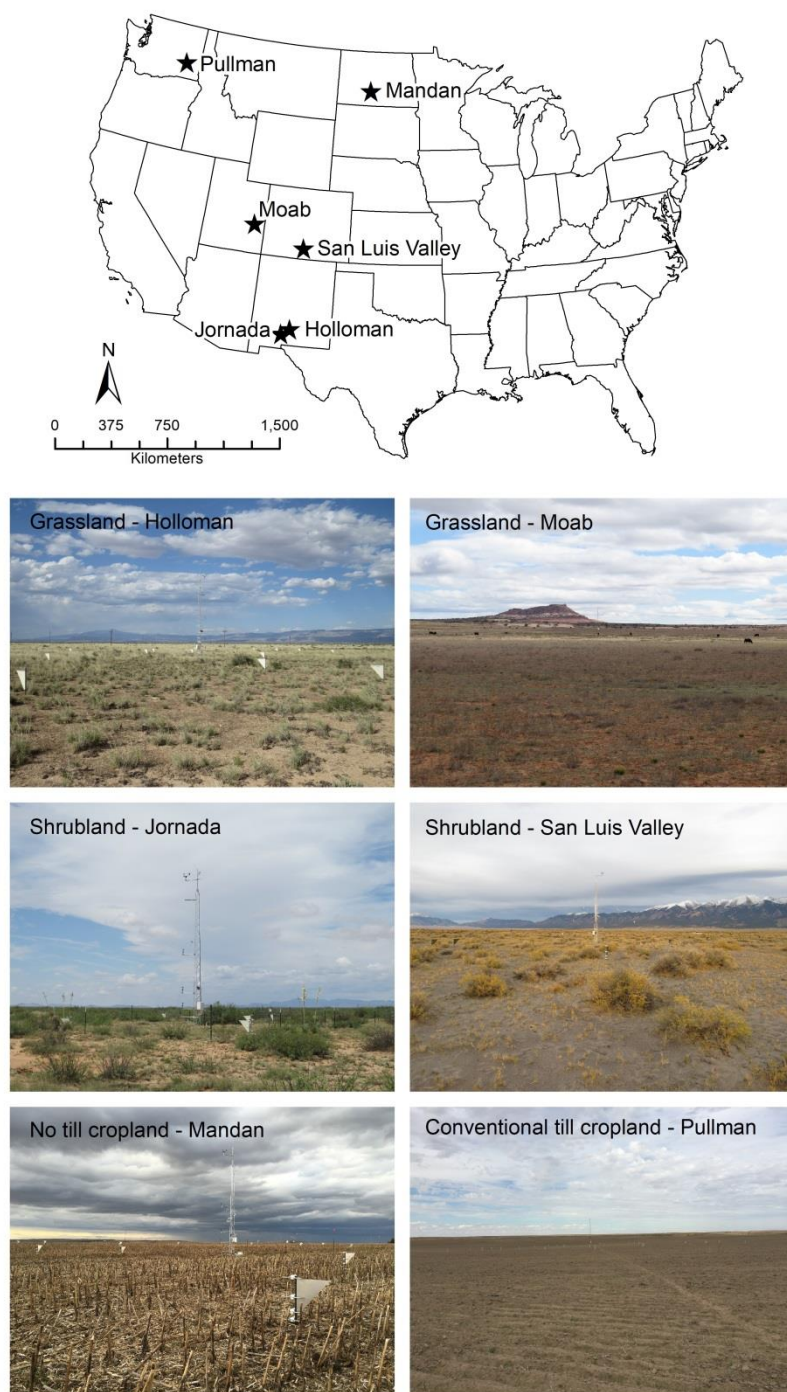 Pullman
Mandan
Moab
San Luis Valley
Jornada
Holloman
N
0 375 750 1,500
Kilometers
Grassland - Holloman
Grassland - Moab
Shrubland - Jornada
Shrubland - San Luis Valley
No till cropland - Mandan
Conventional till cropland - Pullman